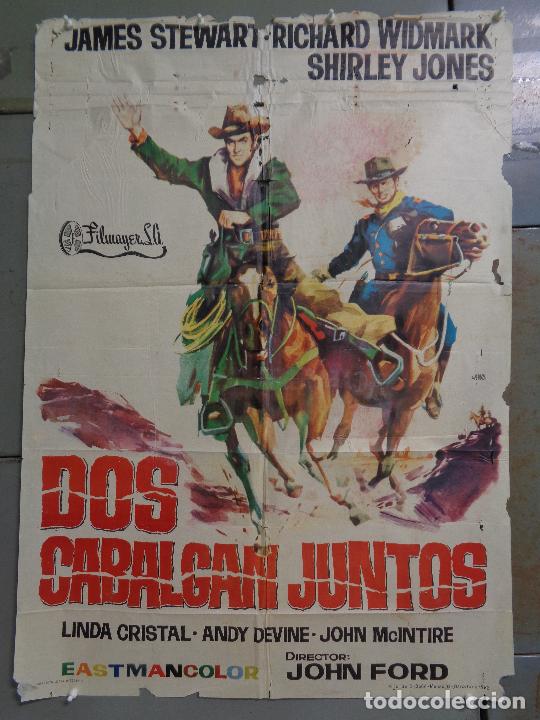 JAMES STEWART·RICHARD WIDMARK
SHIRLEY JONES
Filmayer S.A.
DOS
CABALGAN JUNTOS
LINDA CRISTAL · ANDY DEVINE · JOHN McINTIRE
EASTMANCOLOR
DIRECTOR:
JOHN FORD
todocoleccion